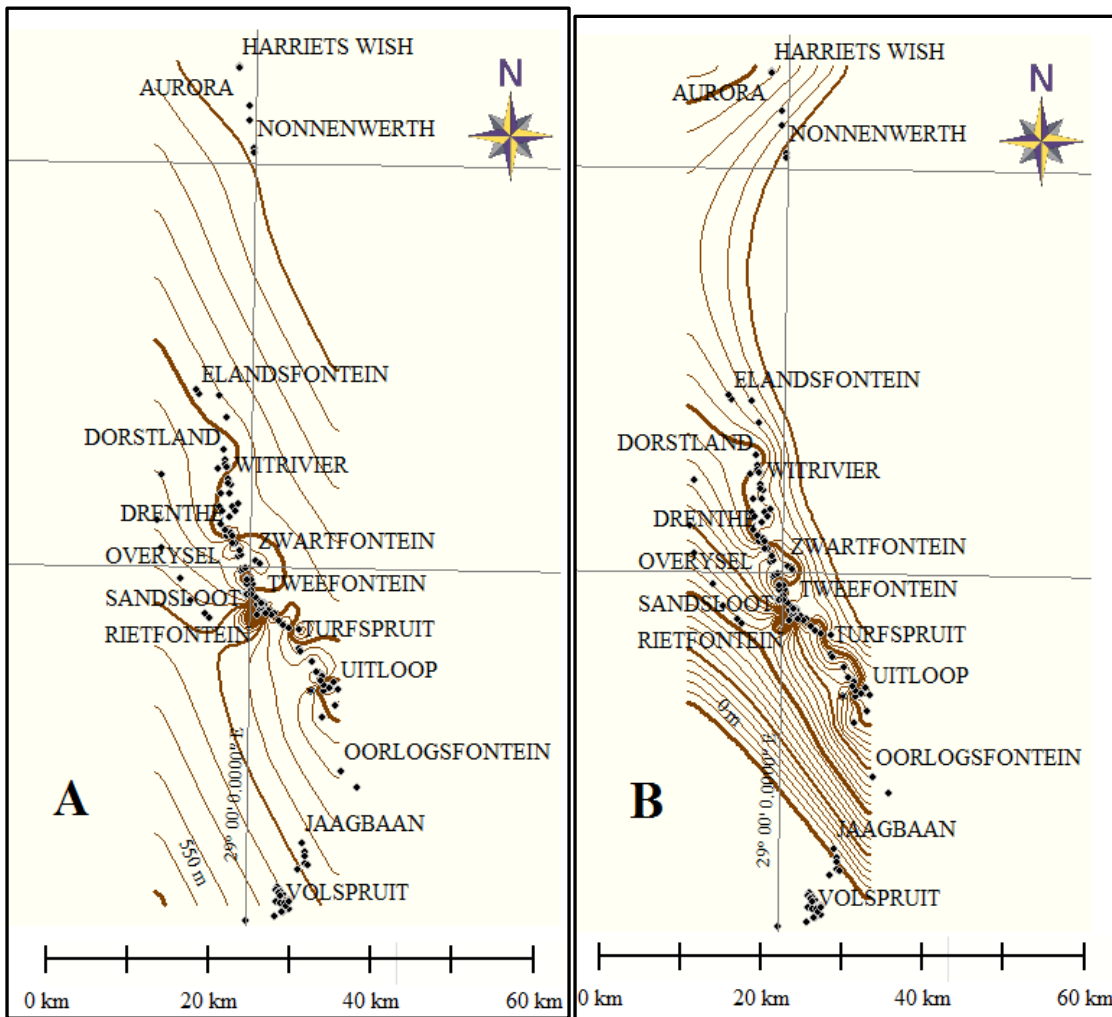 HARRIETS WISH
N
AURORA
NONNENWERTH
ELANDSFONTEIN
DORSTLAND
WITRIVIER
DRENTHE
ZWARTFONTEIN
OVERYSEL
TWEEFONTEIN
SANDSLOOT
RIETFONTEIN
TURFSPRUIT
UITLOOP
OORLOGSFONTEIN
29° 00' 0.0000" E
A
JAAGBAAN
550 m
VOLSPRUIT
0 km 20 km 40 km 60 km
HARRIETS WISH
N
AURORA
NONNENWERTH
ELANDSFONTEIN
DORSTLAND
WITRIVIER
DRENTHE
ZWARTFONTEIN
OVERYSEL
TWEEFONTEIN
SANDSLOOT
RIETFONTEIN
TURFSPRUIT
UITLOOP
0 m
OORLOGSFONTEIN
29° 00' 0.0000" E
B
JAAGBAAN
VOLSPRUIT
0 km 20 km 40 km 60 km